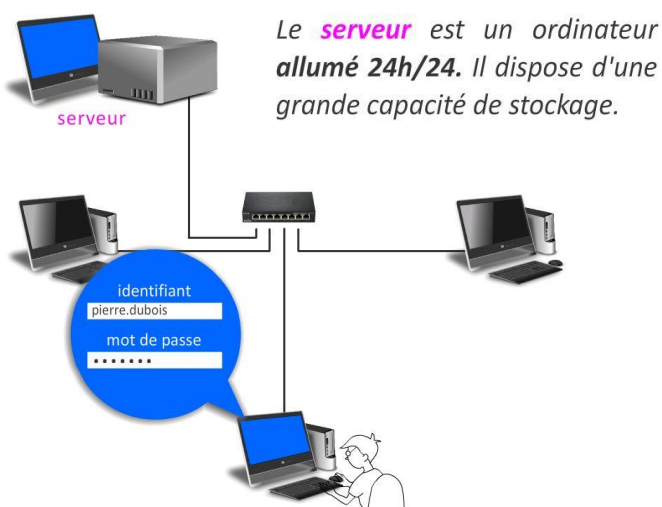 Le serveur est un ordinateur
allumé 24h/24. Il dispose d'une
grande capacité de stockage.
serveur
identifiant
pierre.dubois
mot de passe
•••••••